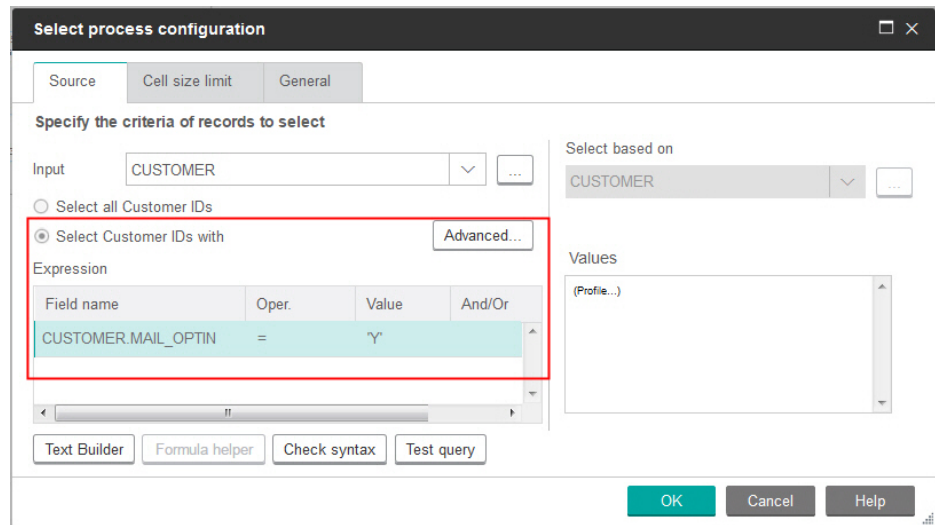 Select process configuration
Source Cell size limit General
Specify the criteria of records to select
Input CUSTOMER ...
Select all Customer IDs
Select Customer IDs with Advanced...
Expression
Field name Oper. Value And/Or
CUSTOMER.MAIL_OPTIN = 'Y'
Text Builder Formula helper Check syntax Test query
Select based on
CUSTOMER ...
Values
(Profile...)
OK Cancel Help